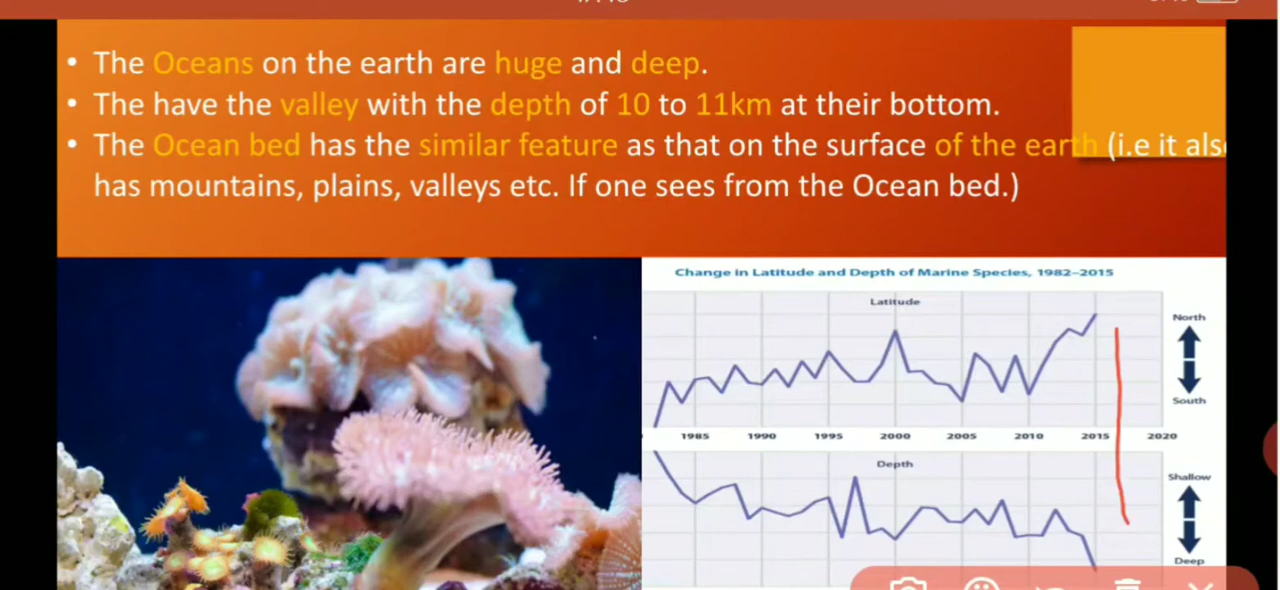 • The Oceans on the earth are huge and deep.
• The have the valley with the depth of 10 to 11km at their bottom.
• The Ocean bed has the similar feature as that on the surface of the earth (i.e it also
has mountains, plains, valleys etc. If one sees from the Ocean bed.)
Change in Latitude and Depth of Marine Species, 1982–2015
Latitude
North
South
1985 1990 1995 2000 2005 2010 2015 2020
Depth
Shallow
Deep